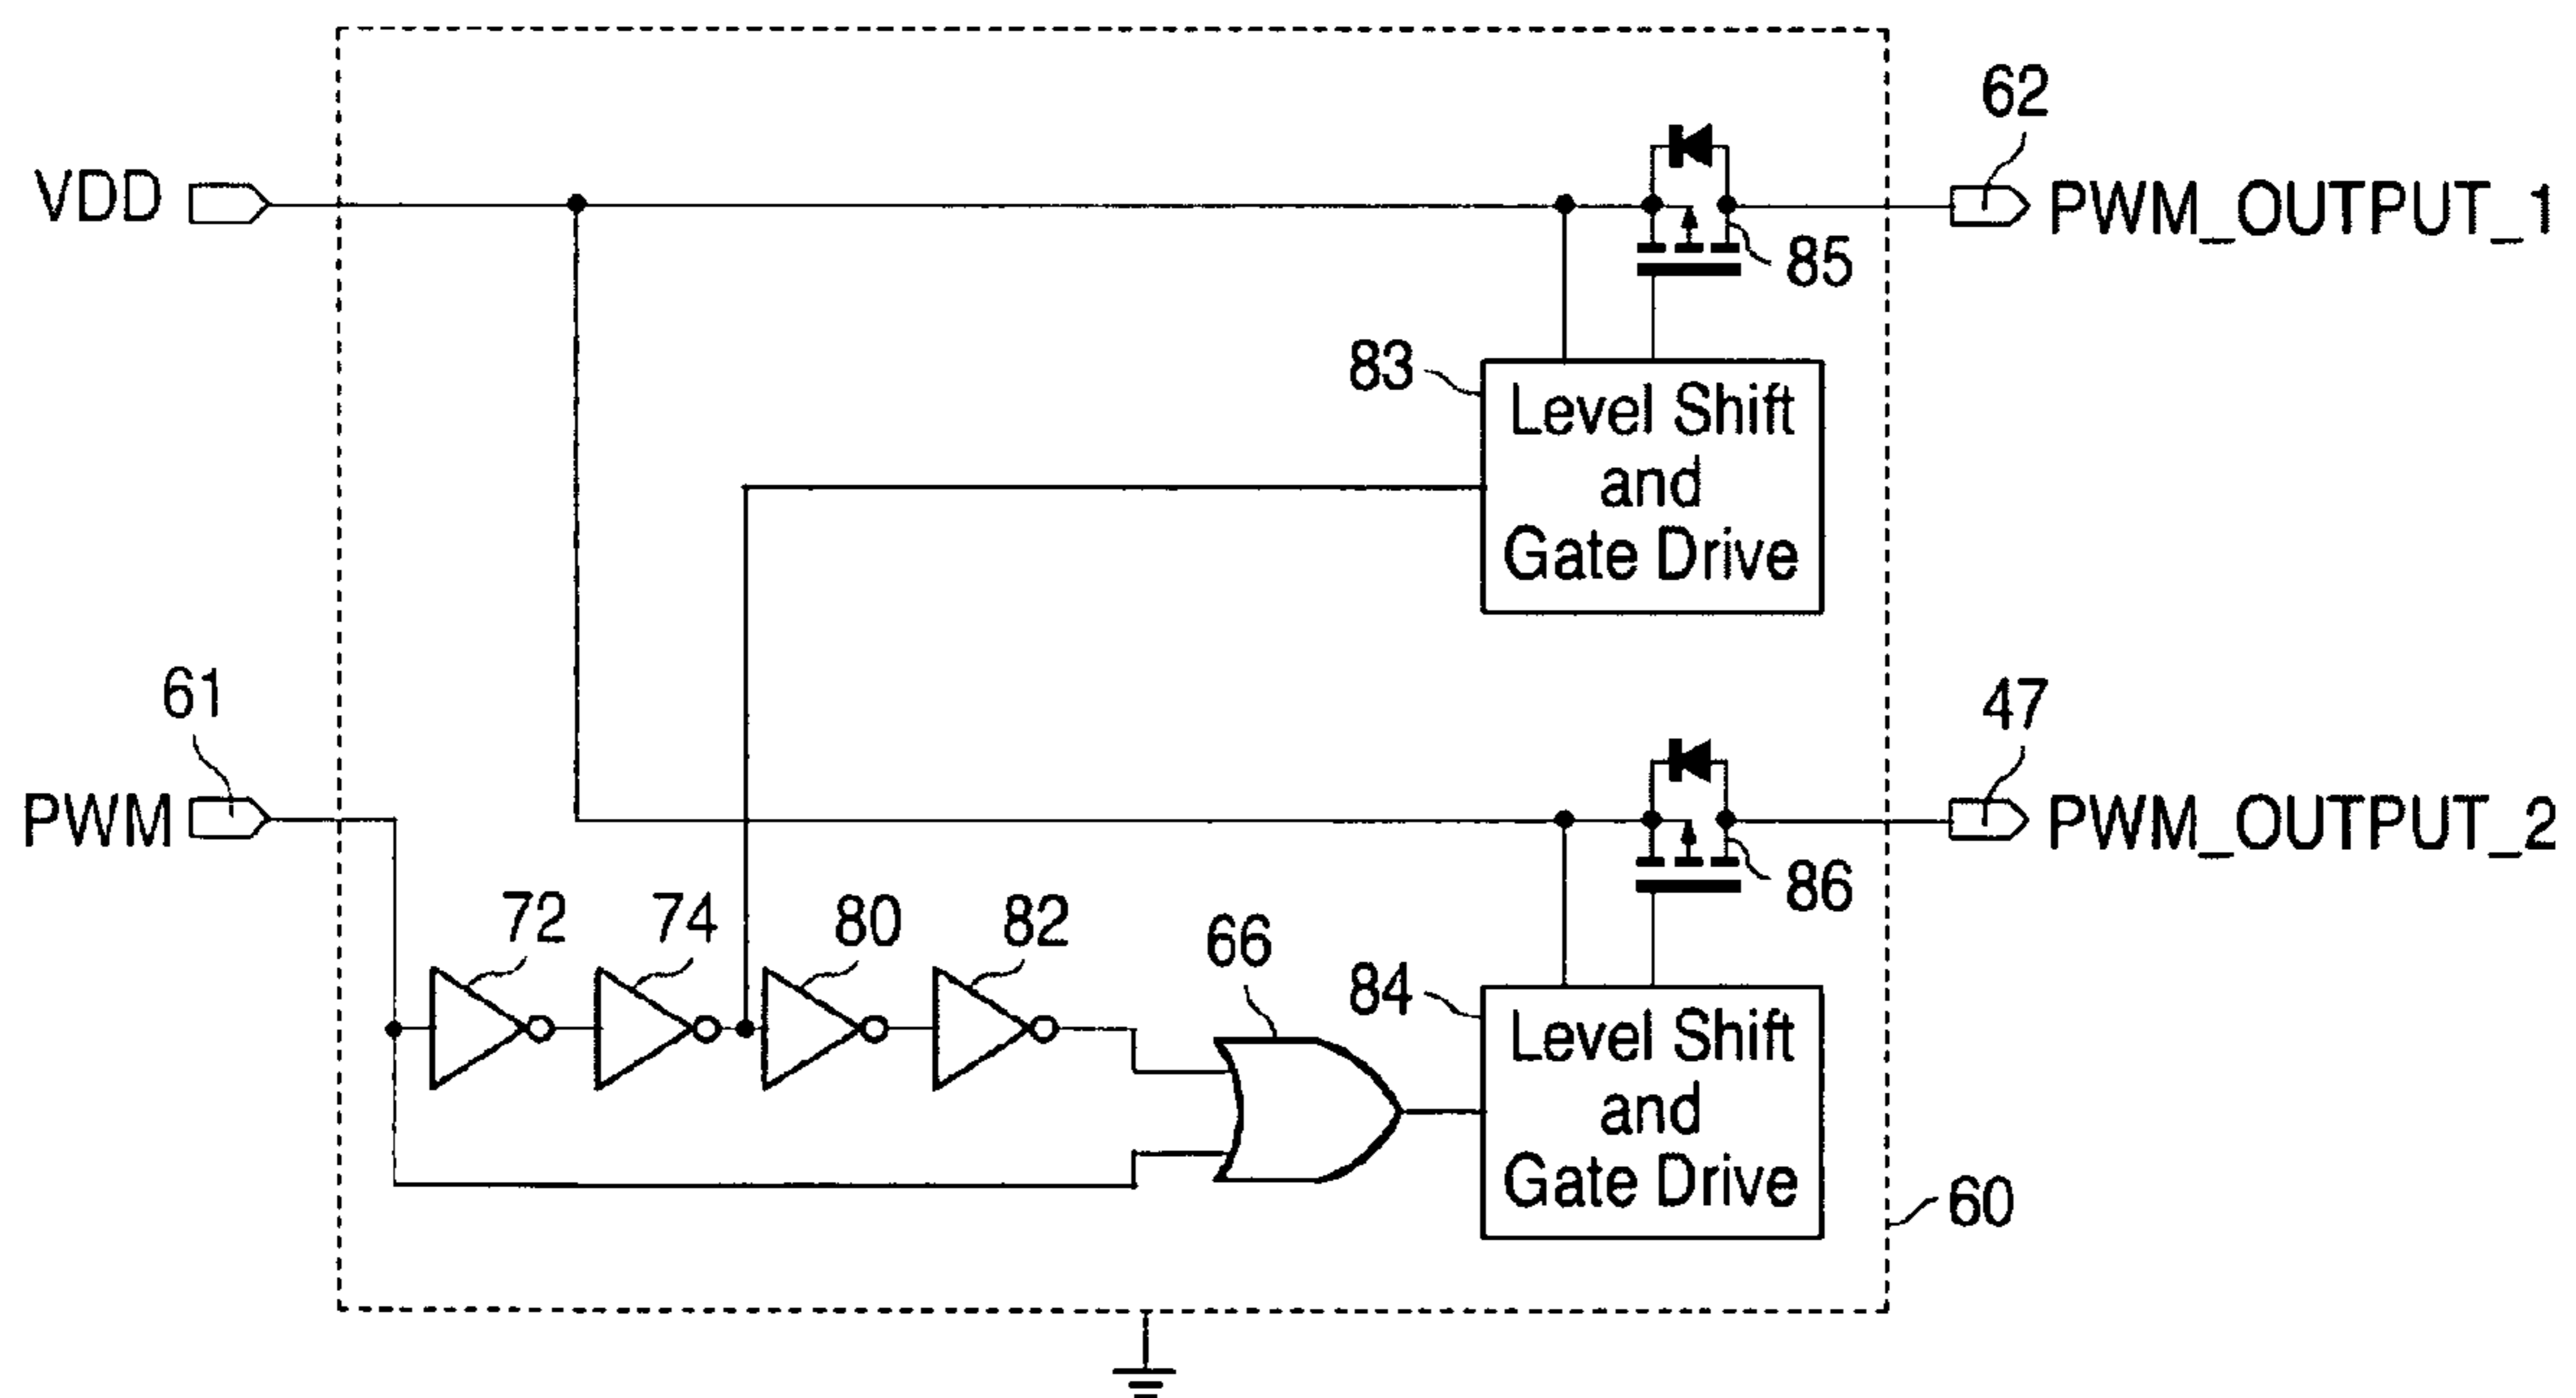 62
VDD
PWM_OUTPUT_1
85
83
Level Shift
and
Gate Drive
61
47
PWM
PWM_OUTPUT_2
86
72
74
80
82
66
84
Level Shift
and
Gate Drive
60